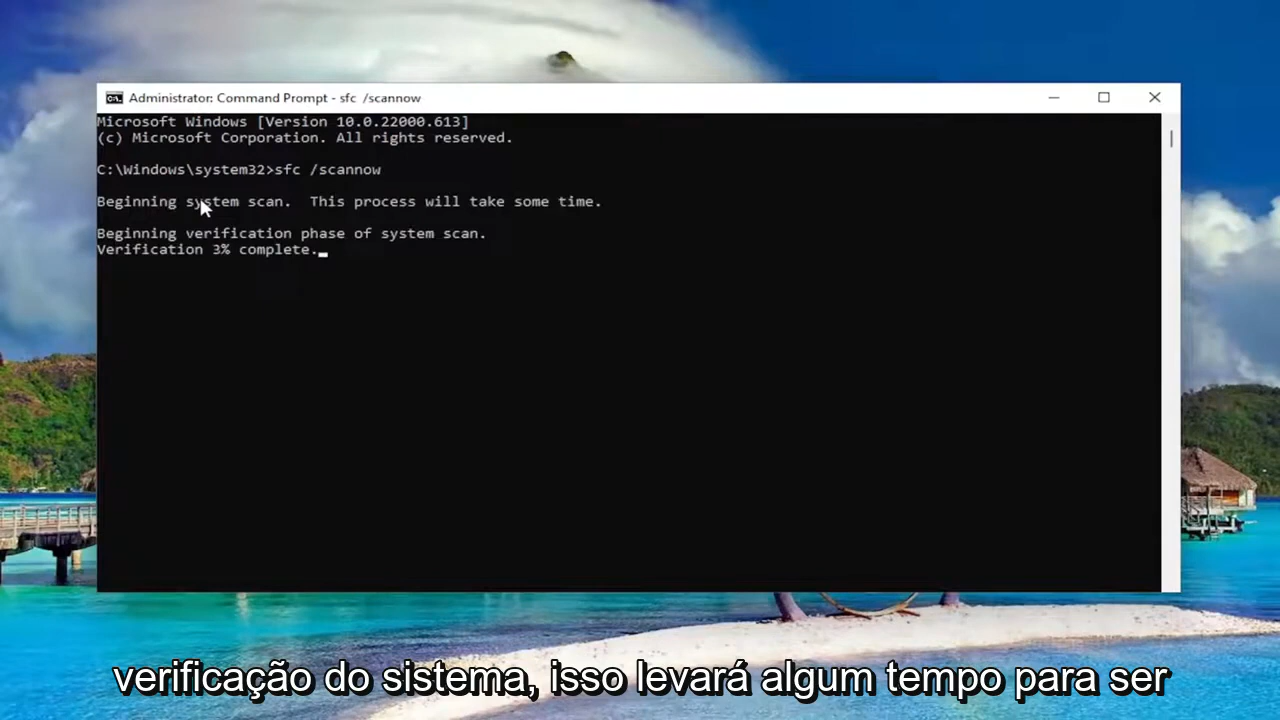 Administrator: Command Prompt - sfc /scannow
Microsoft Windows [Version 10.0.22000.613]
(c) Microsoft Corporation. All rights reserved.
C:\Windows\system32>sfc /scannow
Beginning system scan.  This process will take some time.
Beginning verification phase of system scan.
Verification 3% complete.
verificação do sistema, isso levará algum tempo para ser